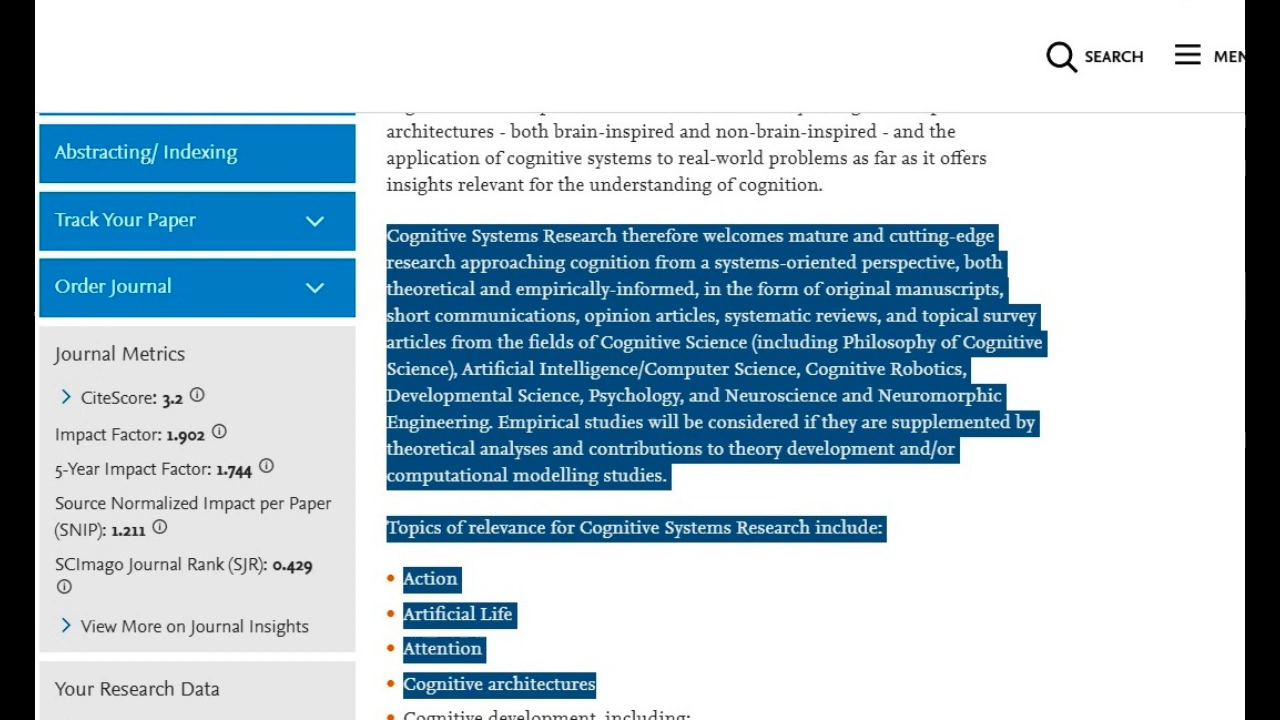 SEARCH
Abstracting/ Indexing
Track Your Paper
Order Journal
Journal Metrics
CiteScore: 3.2
Impact Factor: 1.902
5-Year Impact Factor: 1.744
Source Normalized Impact per Paper
(SNIP): 1.211
SCImago Journal Rank (SJR): 0.429
View More on Journal Insights
Your Research Data
architectures - both brain-inspired and non-brain-inspired - and the
application of cognitive systems to real-world problems as far as it offers
insights relevant for the understanding of cognition.
Cognitive Systems Research therefore welcomes mature and cutting-edge
research approaching cognition from a systems-oriented perspective, both
theoretical and empirically-informed, in the form of original manuscripts,
short communications, opinion articles, systematic reviews, and topical survey
articles from the fields of Cognitive Science (including Philosophy of Cognitive
Science), Artificial Intelligence/Computer Science, Cognitive Robotics,
Developmental Science, Psychology, and Neuroscience and Neuromorphic
Engineering. Empirical studies will be considered if they are supplemented by
theoretical analyses and contributions to theory development and/or
computational modelling studies.
Topics of relevance for Cognitive Systems Research include:
• Action
• Artificial Life
• Attention
• Cognitive architectures
• Cognitive development, including: